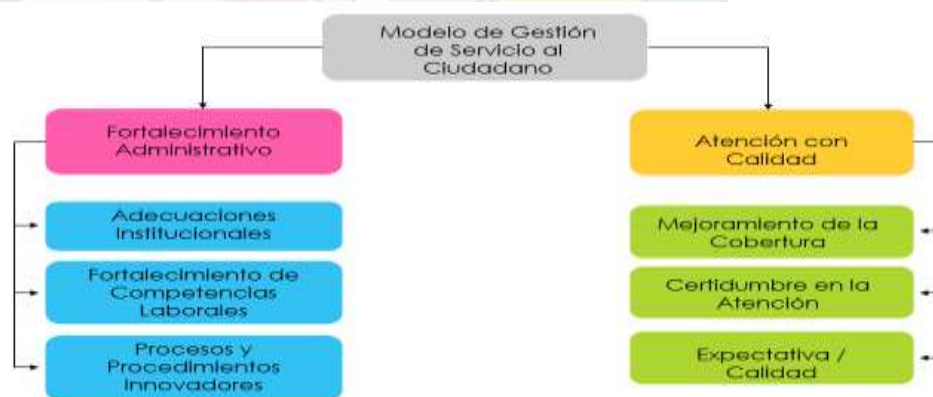 Modelo de Gestión
de Servicio al
Ciudadano
Fortalecimiento
Administrativo
Adecuaciones
Institucionales
Fortalecimiento de
Competencias
Laborales
Procesos y
Procedimientos
Innovadores
Atención con
Calidad
Mejoramiento de la
Cobertura
Certidumbre en la
Atención
Expectativa /
Calidad